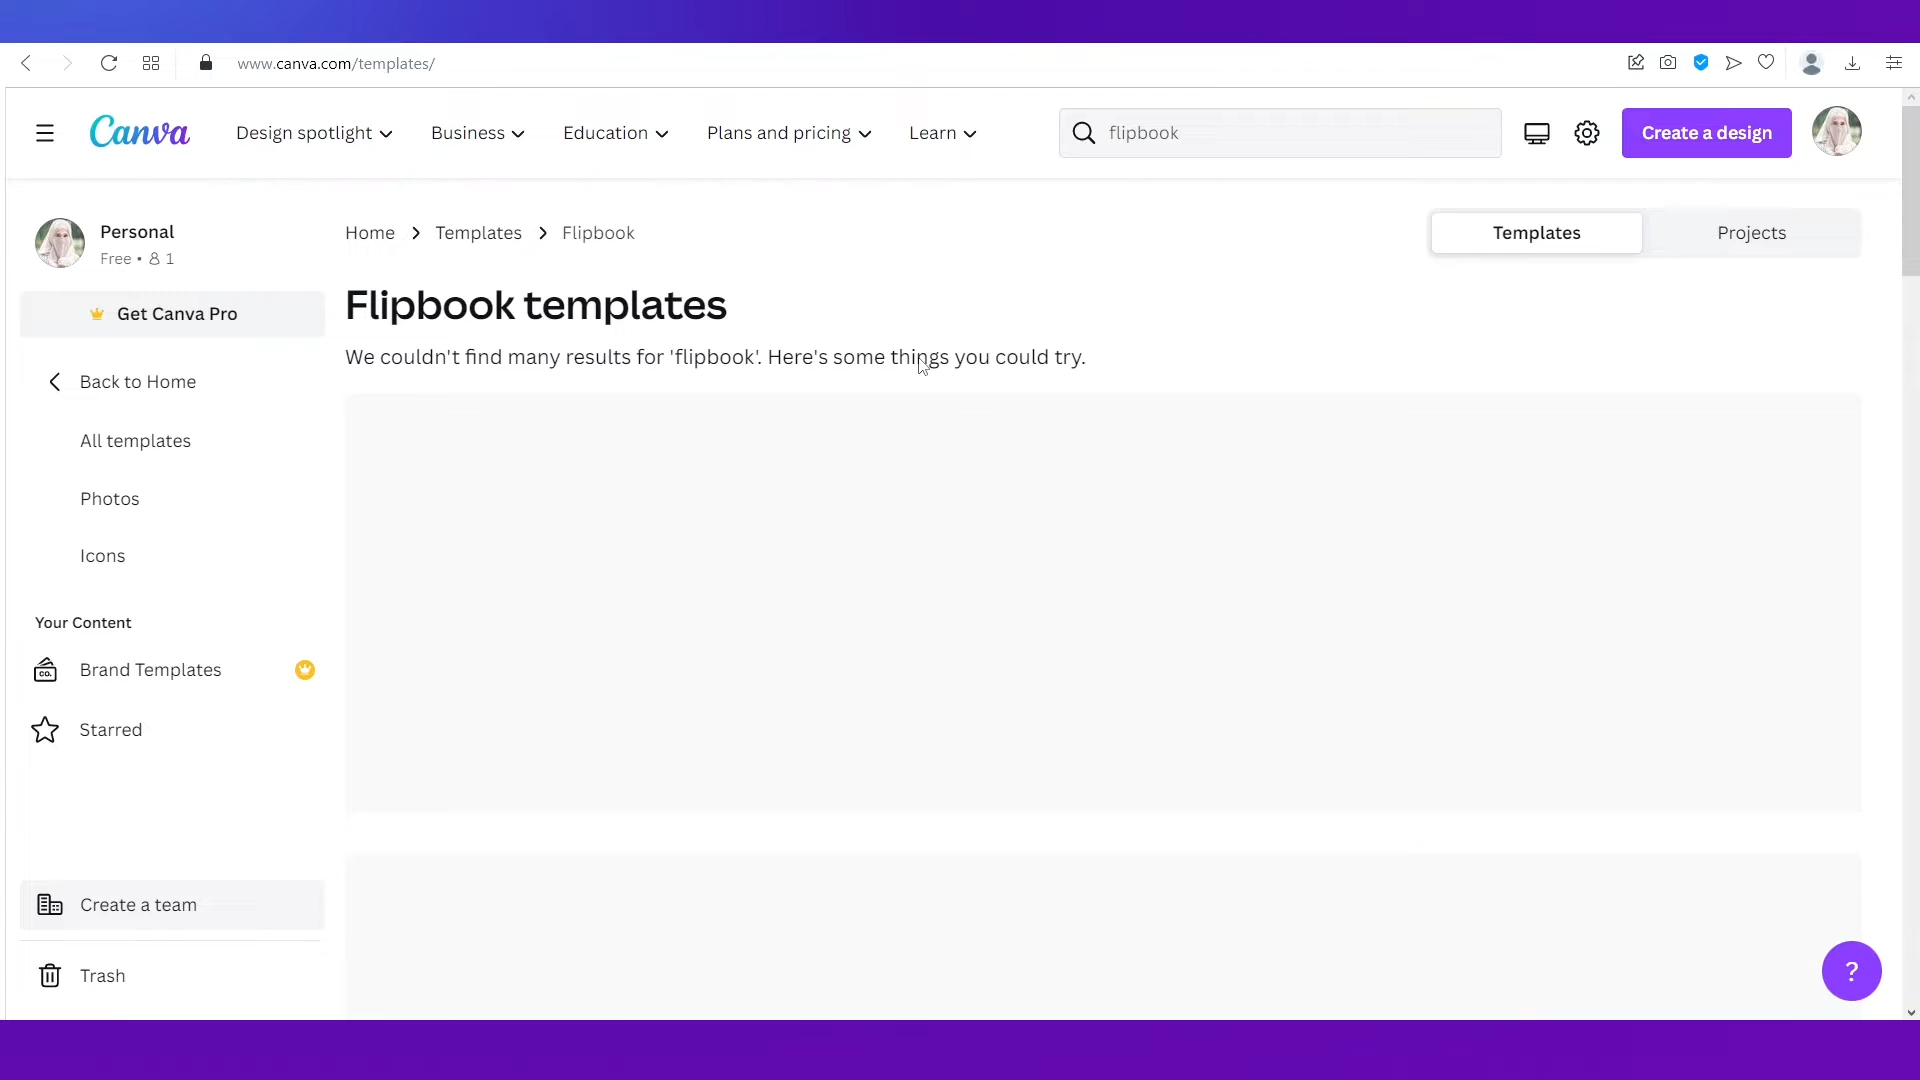 www.canva.com/templates/
Canva
Design spotlight
Business
Education
Plans and pricing
Learn
flipbook
Create a design
Personal
Free • 1
Get Canva Pro
Back to Home
All templates
Photos
Icons
Your Content
CO.
Brand Templates
Starred
Create a team
Trash
Home > Templates > Flipbook
Templates
Projects
Flipbook templates
We couldn't find many results for 'flipbook'. Here's some things you could try.
?